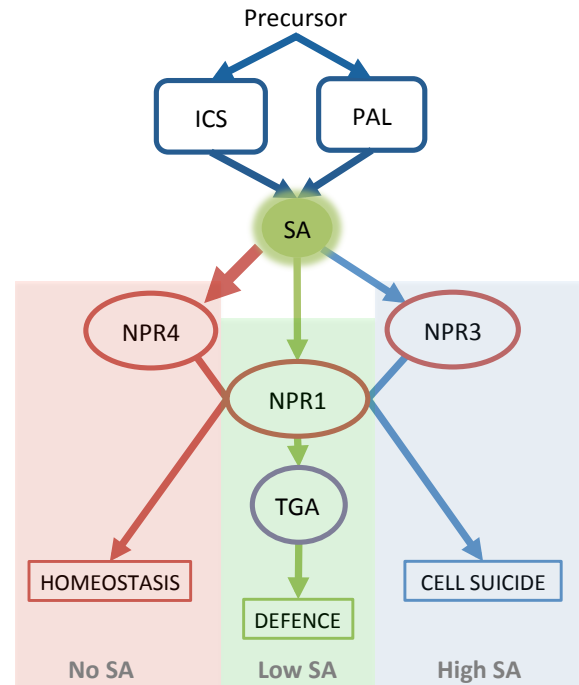 Precursor
ICS
PAL
SA
NPR4
NPR3
NPR1
TGA
HOMEOSTASIS
CELL SUICIDE
DEFENCE
No SA
Low SA
High SA